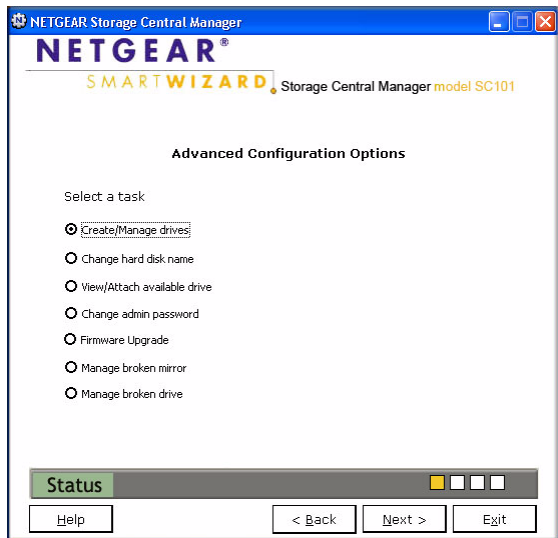 NETGEAR Storage Central Manager
NETGEAR®
SMARTWIZARD Storage Central Manager model SC101
Advanced Configuration Options
Select a task
Create/Manage drives
Change hard disk name
View/Attach available drive
Change admin password
Firmware Upgrade
Manage broken mirror
Manage broken drive
Status
Help < Back Next > Exit